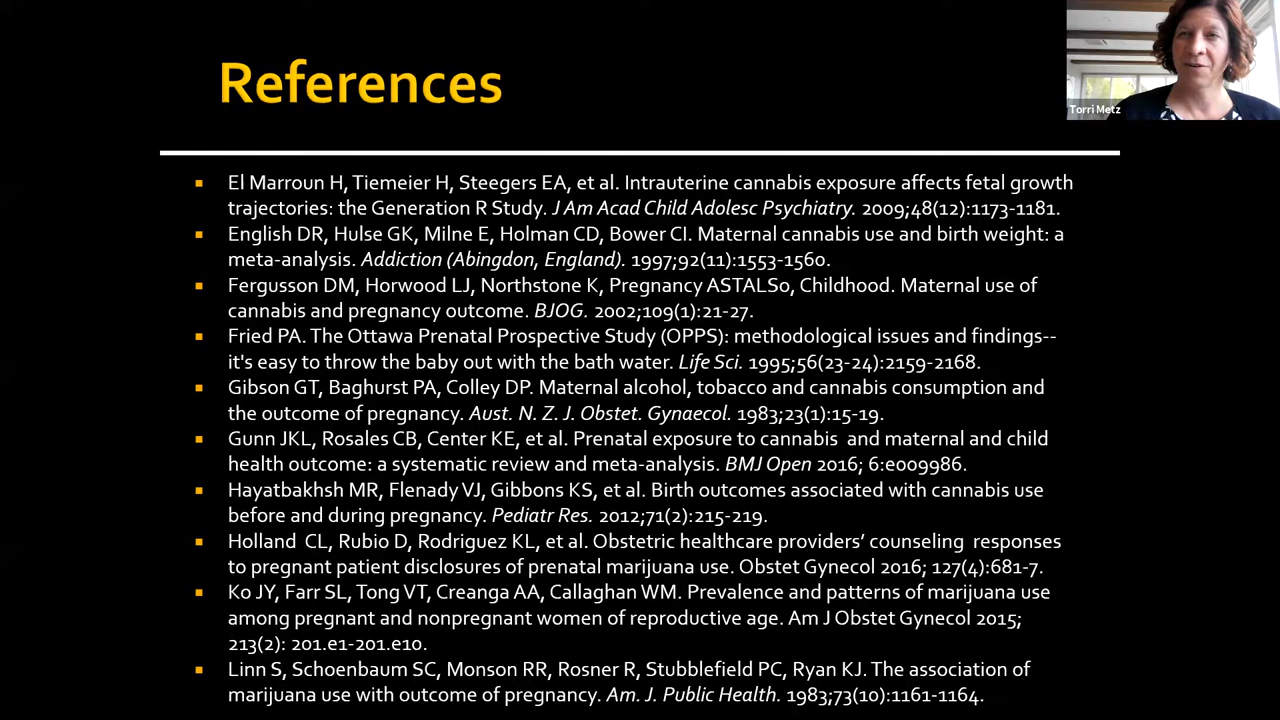 References
Torri Metz
El Marroun H, Tiemeier H, Steegers EA, et al. Intrauterine cannabis exposure affects fetal growth
trajectories: the Generation R Study. J Am Acad Child Adolesc Psychiatry. 2009;48(12):1173-1181.
English DR, Hulse GK, Milne E, Holman CD, Bower CI. Maternal cannabis use and birth weight: a
meta-analysis. Addiction (Abingdon, England). 1997;92(11):1553-1560.
Fergusson DM, Horwood LJ, Northstone K, Pregnancy ASTALSo, Childhood. Maternal use of
cannabis and pregnancy outcome. BJOG. 2002;109(1):21-27.
Fried PA. The Ottawa Prenatal Prospective Study (OPPS): methodological issues and findings--
it's easy to throw the baby out with the bath water. Life Sci. 1995;56(23-24):2159-2168.
Gibson GT, Baghurst PA, Colley DP. Maternal alcohol, tobacco and cannabis consumption and
the outcome of pregnancy. Aust. N. Z. J. Obstet. Gynaecol. 1983;23(1):15-19.
Gunn JKL, Rosales CB, Center KE, et al. Prenatal exposure to cannabis  and maternal and child
health outcome: a systematic review and meta-analysis. BMJ Open 2016; 6:e009986.
Hayatbakhsh MR, Flenady VJ, Gibbons KS, et al. Birth outcomes associated with cannabis use
before and during pregnancy. Pediatr Res. 2012;71(2):215-219.
Holland  CL, Rubio D, Rodriguez KL, et al. Obstetric healthcare providers’ counseling  responses
to pregnant patient disclosures of prenatal marijuana use. Obstet Gynecol 2016; 127(4):681-7.
Ko JY, Farr SL, Tong VT, Creanga AA, Callaghan WM. Prevalence and patterns of marijuana use
among pregnant and nonpregnant women of reproductive age. Am J Obstet Gynecol 2015;
213(2): 201.e1-201.e10.
Linn S, Schoenbaum SC, Monson RR, Rosner R, Stubblefield PC, Ryan KJ. The association of
marijuana use with outcome of pregnancy. Am. J. Public Health. 1983;73(10):1161-1164.